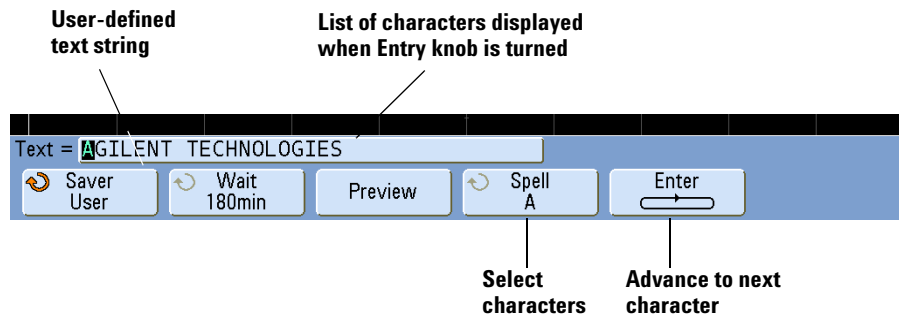 User-defined
text string
List of characters displayed
when Entry knob is turned
Text = AGILENT TECHNOLOGIES
Saver
User
Wait
180min
Preview
Spell
A
Enter
Select
characters
Advance to next
character